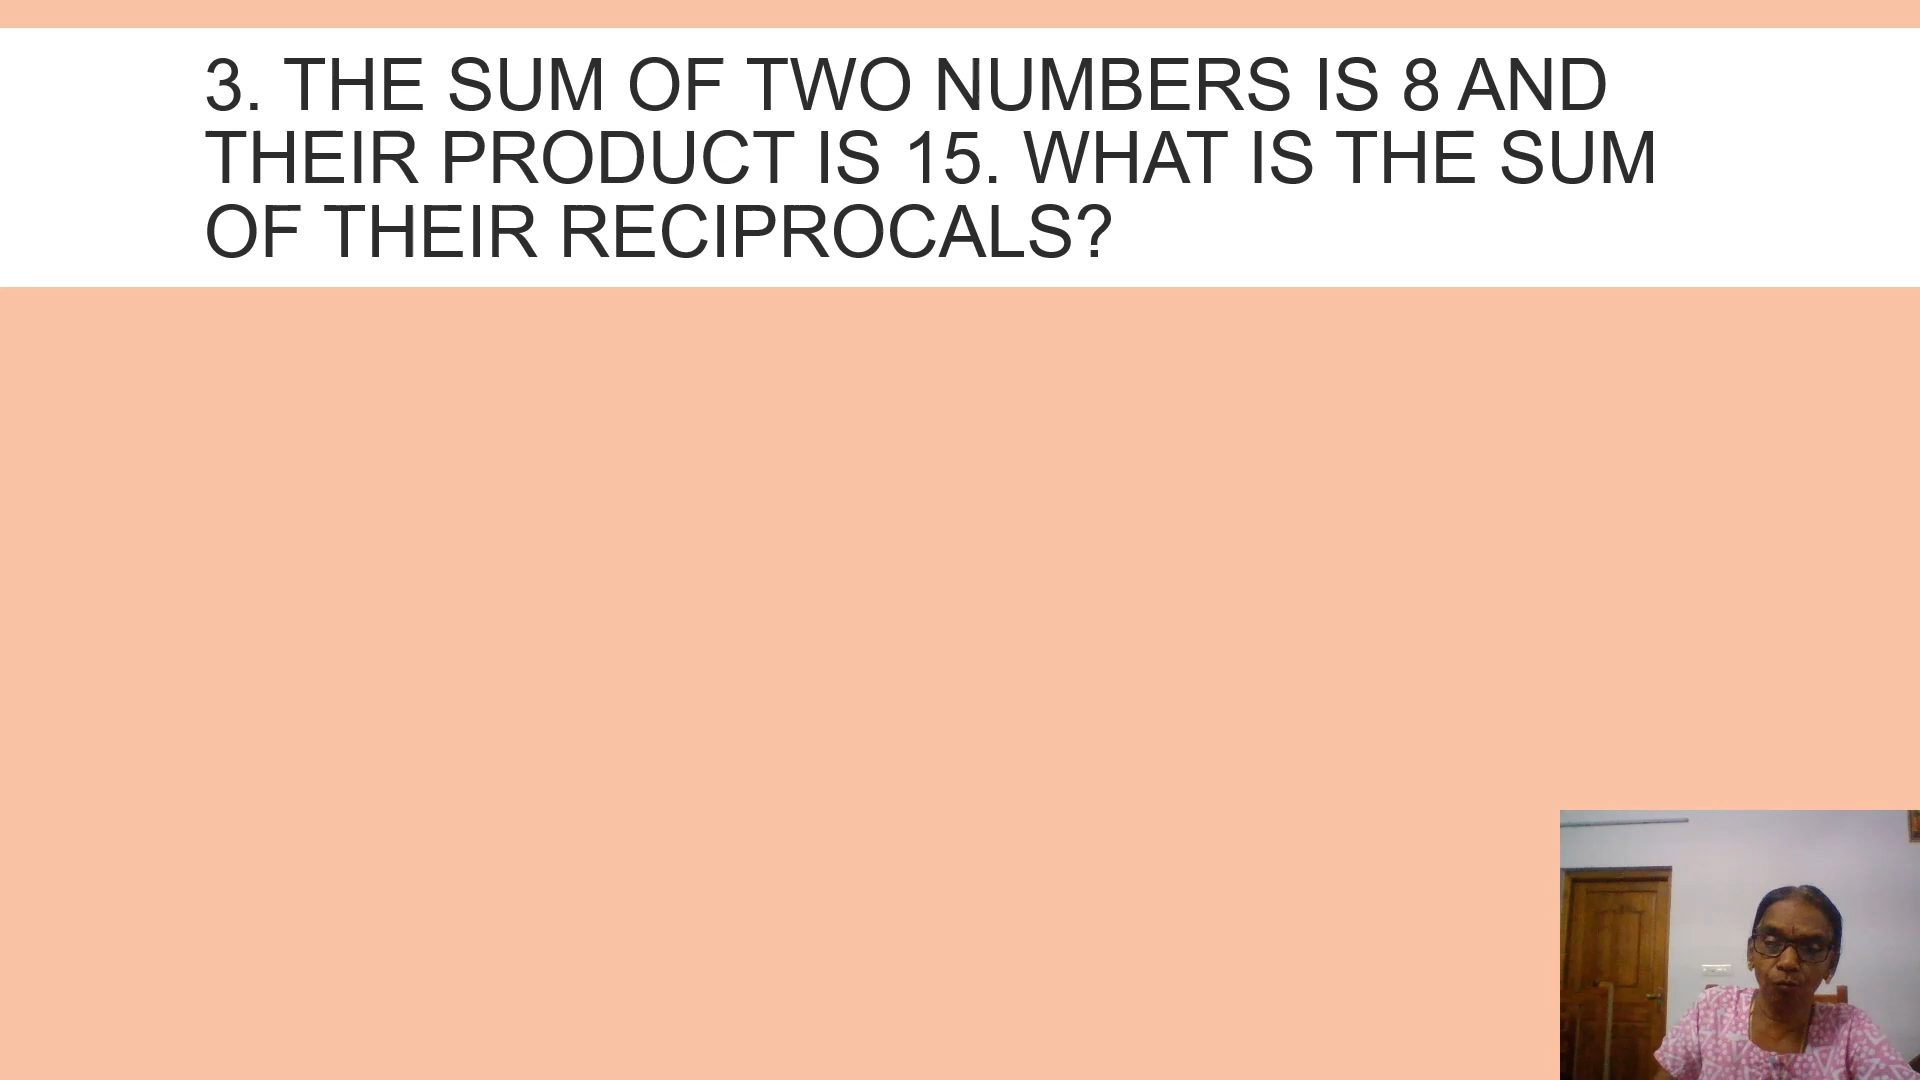 3. THE SUM OF TWO NUMBERS IS 8 AND
THEIR PRODUCT IS 15. WHAT IS THE SUM
OF THEIR RECIPROCALS?